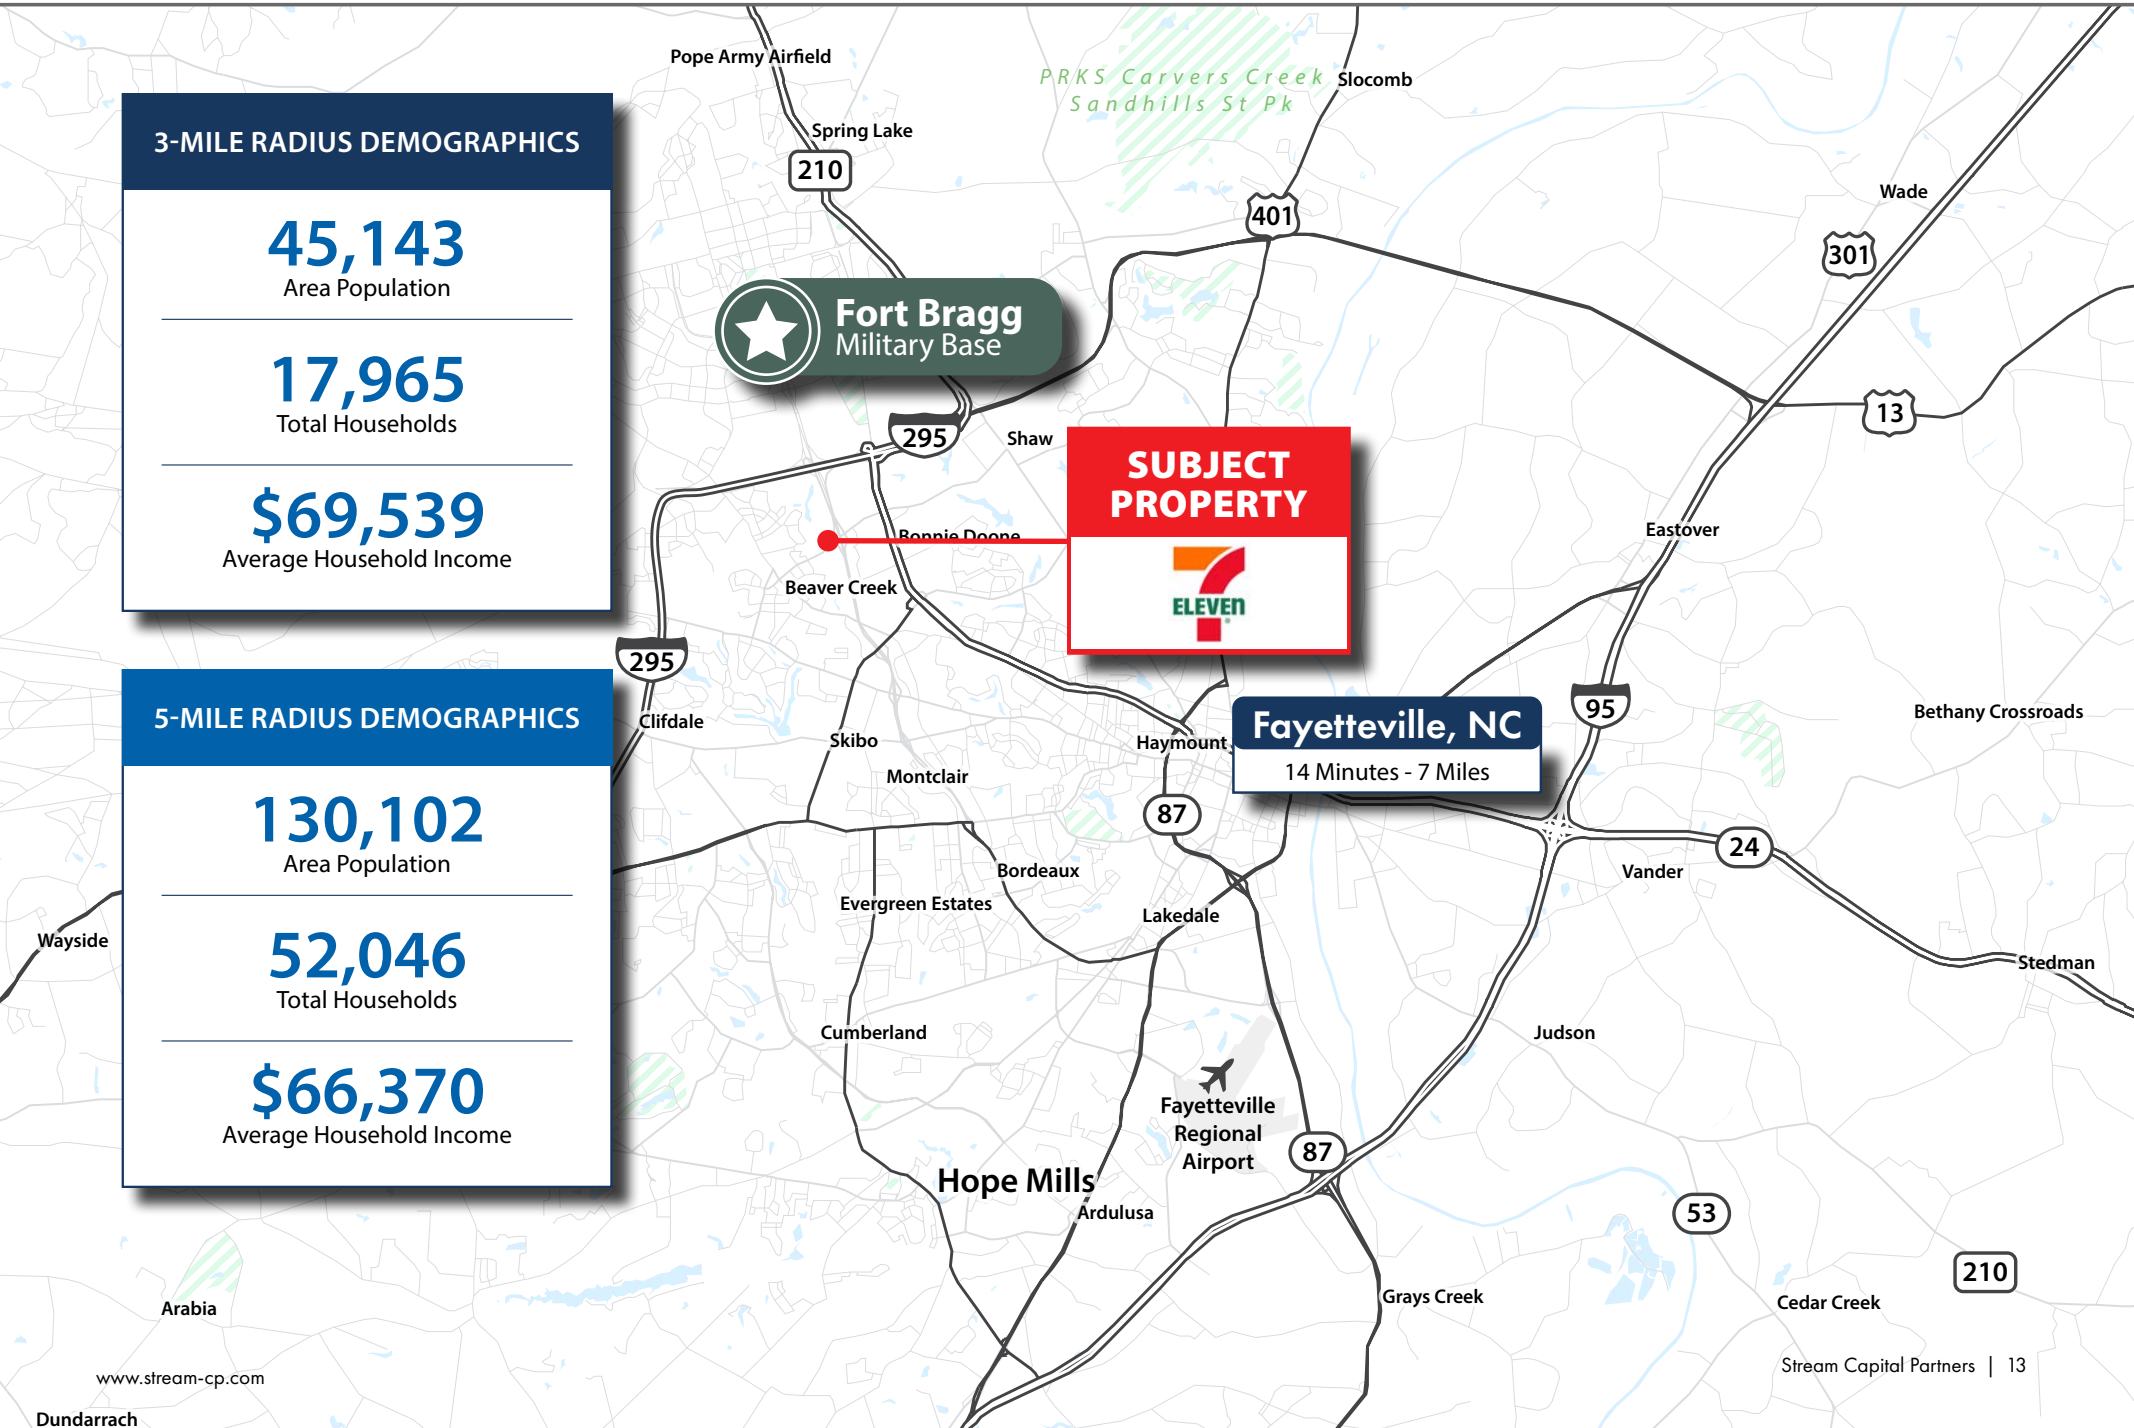 3-MILE RADIUS DEMOGRAPHICS
45,143
Area Population
17,965
Total Households
$69,539
Average Household Income
5-MILE RADIUS DEMOGRAPHICS
130,102
Area Population
52,046
Total Households
$66,370
Average Household Income
Pope Army Airfield
PRKS Carvers Creek
Sandhills St Pk
Slocomb
Spring Lake
210
Wade
401
301
Fort Bragg
Military Base
13
295
Shaw
SUBJECT
PROPERTY
7
ELEVEn
®
Bonnie Doone
Eastover
Beaver Creek
295
Clifdale
Skibo
Montclair
Haymount
Fayetteville, NC
14 Minutes - 7 Miles
95
Bethany Crossroads
87
24
Vander
Bordeaux
Evergreen Estates
Lakedale
Wayside
Stedman
Cumberland
Judson
Fayetteville
Regional
Airport
87
Hope Mills
Ardulusa
53
210
Grays Creek
Cedar Creek
Arabia
Dundarrach
www.stream-cp.com
Stream Capital Partners | 13